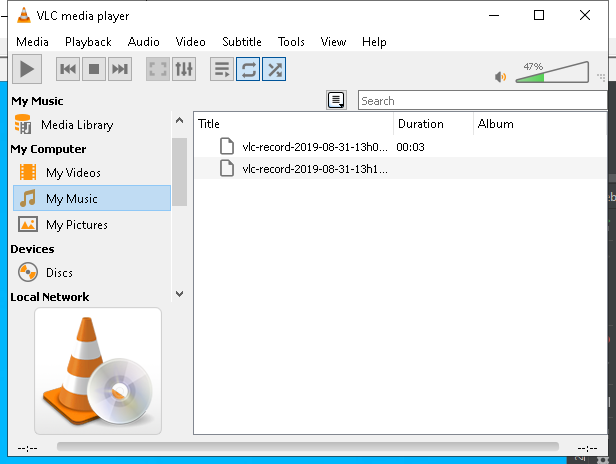 VLC media player
Media Playback Audio Video Subtitle Tools View Help
47%
My Music
Search
Media Library
Title Duration Album
My Computer
vlc-record-2019-08-31-13h0... 00:03
My Videos
vlc-record-2019-08-31-13h1...
My Music
My Pictures
Devices
Discs
Local Network
--:-- --:--